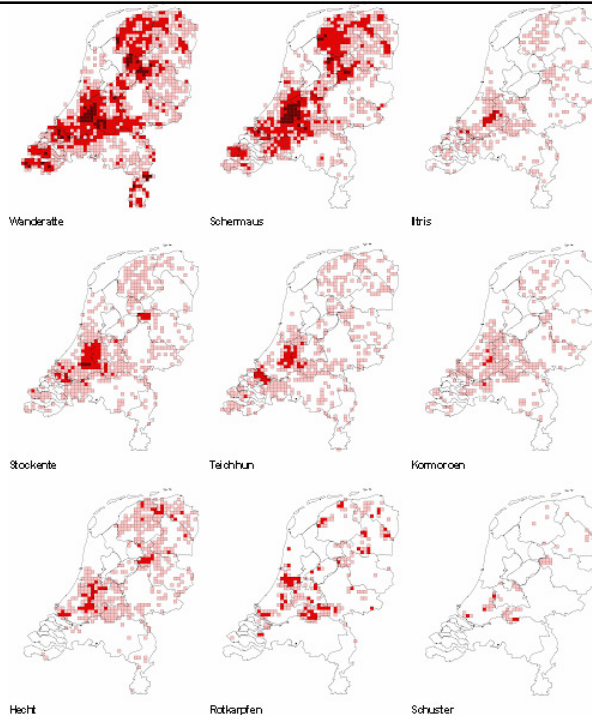 Wanderatte
Schermaus
Iltris
Stockente
Teichhun
Kormoroen
Hecht
Rotkarpfen
Schuster